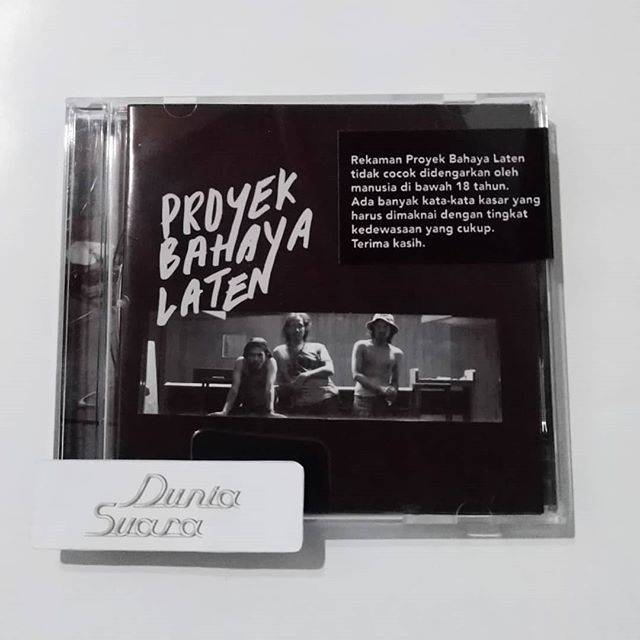 PROYEK
BAHAYA
LATEN
Rekaman Proyek Bahaya Laten
tidak cocok didengarkan oleh
manusia di bawah 18 tahun.
Ada banyak kata-kata kasar yang
harus dimaknai dengan tingkat
kedewasaan yang cukup.
Terima kasih.
Dunia
Suara